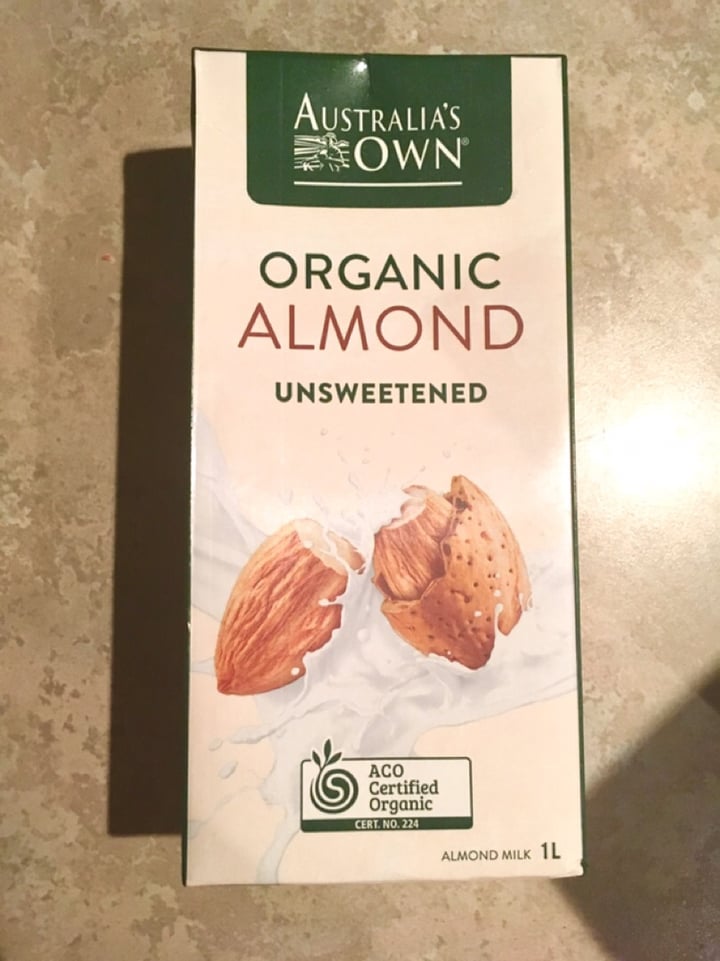 AUSTRALIA'S
OWN®
ORGANIC
ALMOND
UNSWEETENED
ACO
Certified
Organic
CERT. NO. 224
ALMOND MILK 1L